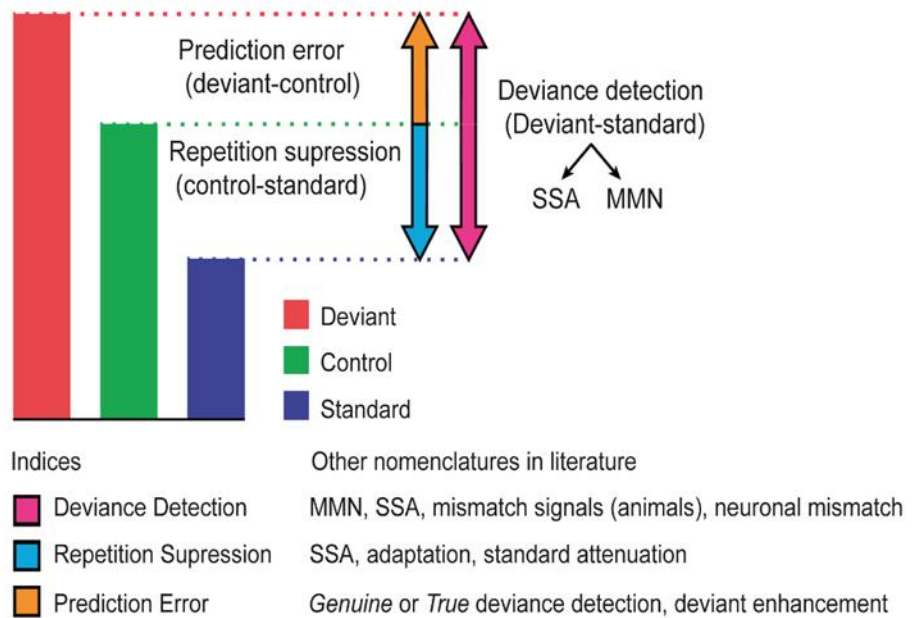 Prediction error
(deviant-control)
Repetition supression
(control-standard)
Deviance detection
(Deviant-standard)
SSA MMN
Deviant
Control
Standard
Indices Other nomenclatures in literature
Deviance Detection MMN, SSA, mismatch signals (animals), neuronal mismatch
Repetition Supression SSA, adaptation, standard attenuation
Prediction Error Genuine or True deviance detection, deviant enhancement